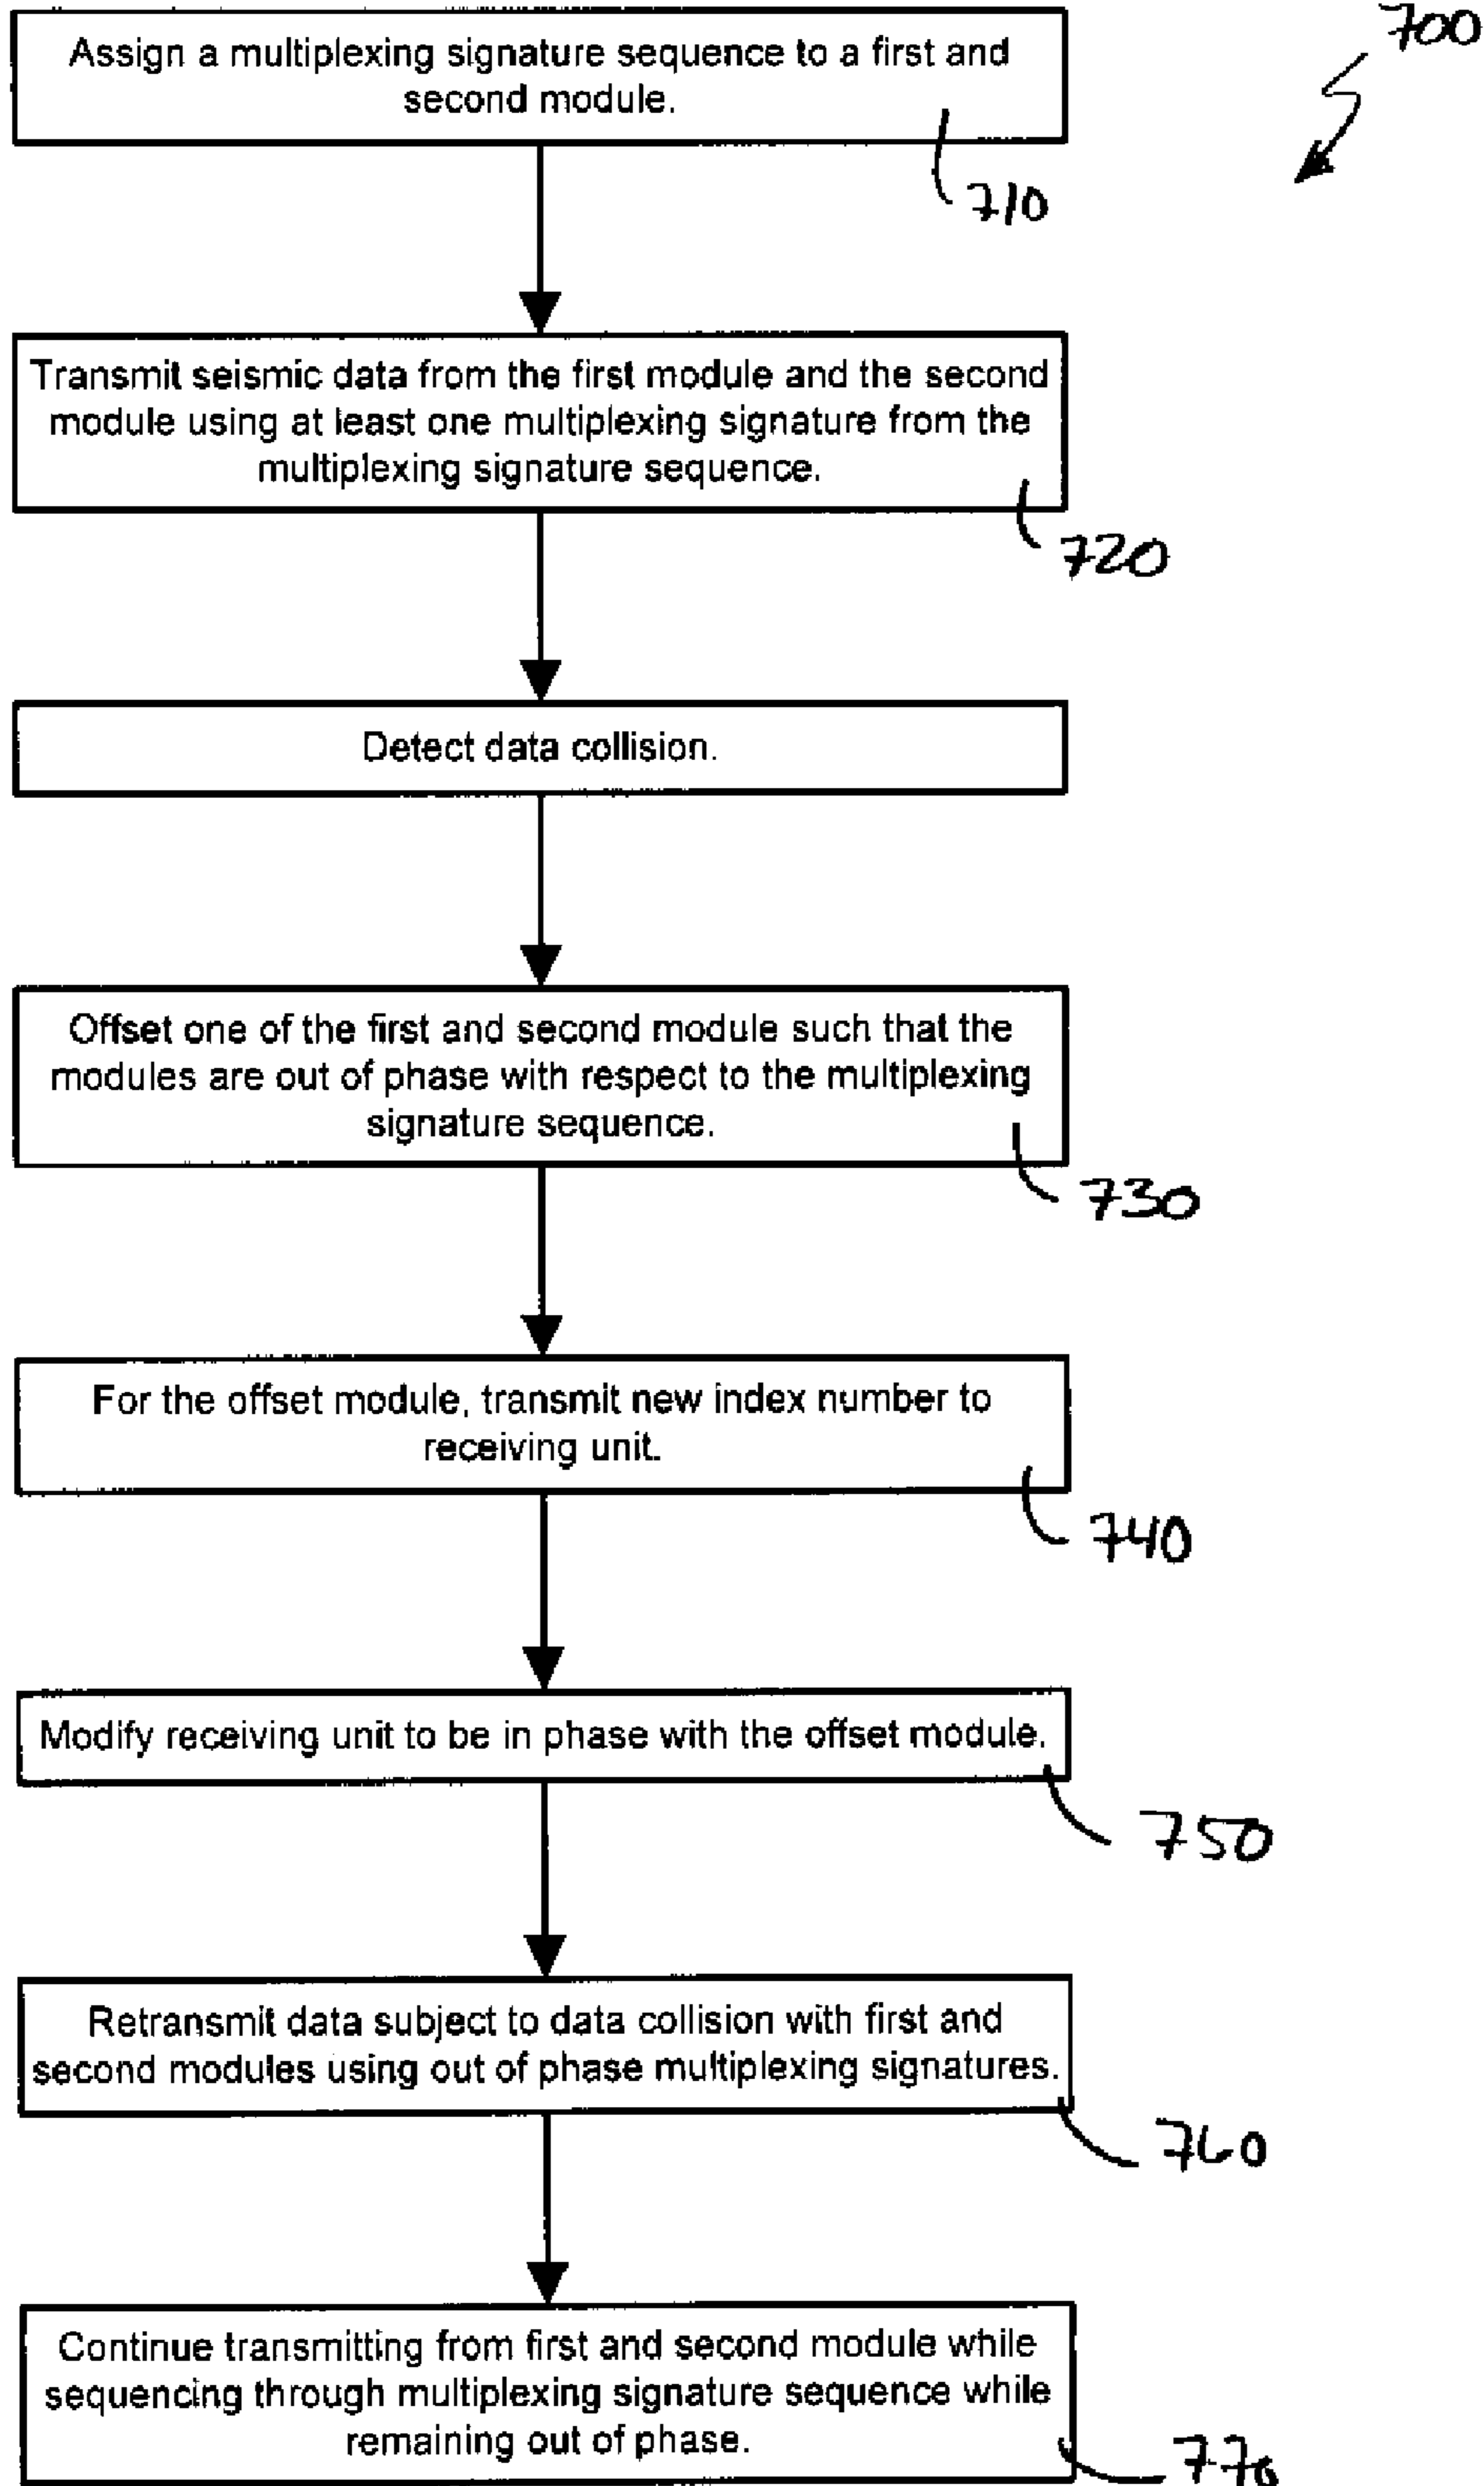 700
Assign a multiplexing signature sequence to a first and
second module.
710
Transmit seismic data from the first module and the second
module using at least one multiplexing signature from the
multiplexing signature sequence.
720
Detect data collision.
Offset one of the first and second module such that the
modules are out of phase with respect to the multiplexing
signature sequence.
730
For the offset module, transmit new index number to
receiving unit.
740
Modify receiving unit to be in phase with the offset module.
750
Retransmit data subject to data collision with first and
second modules using out of phase multiplexing signatures.
760
Continue transmitting from first and second module while
sequencing through multiplexing signature sequence while
remaining out of phase.
770